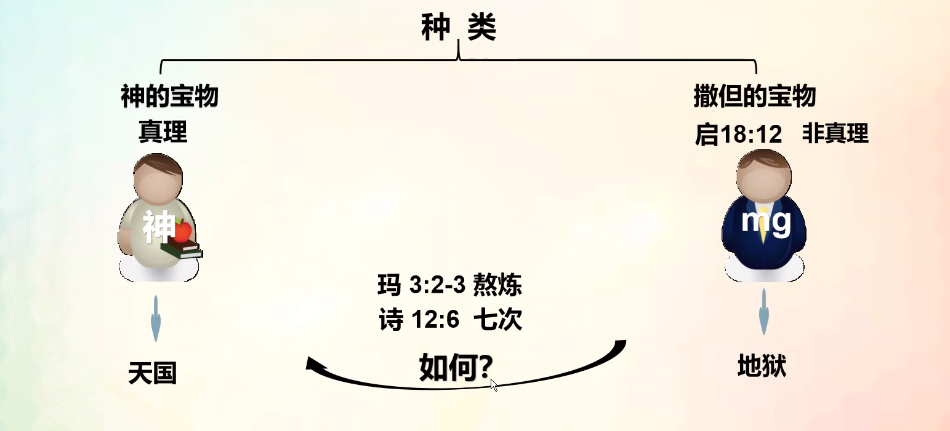 种 类
神的宝物
真理
神
天国
撒但的宝物
启18:12 非真理
mg
地狱
玛 3:2-3 熬炼
诗 12:6 七次
如何?